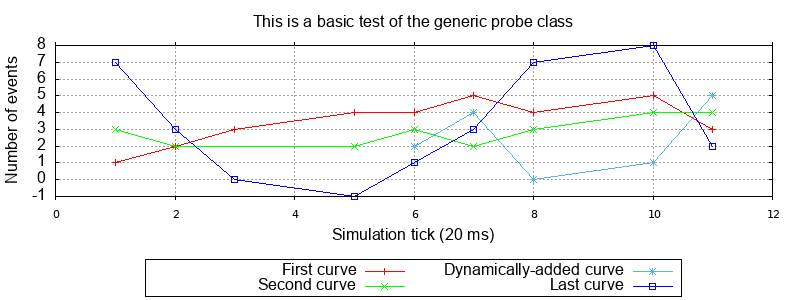 This is a basic test of the generic probe class
Number of events
8
7
6
5
4
3
2
1
0
-1
0 2 4 6 8 10 12
Simulation tick (20 ms)
First curve Dynamically-added curve
Second curve Last curve